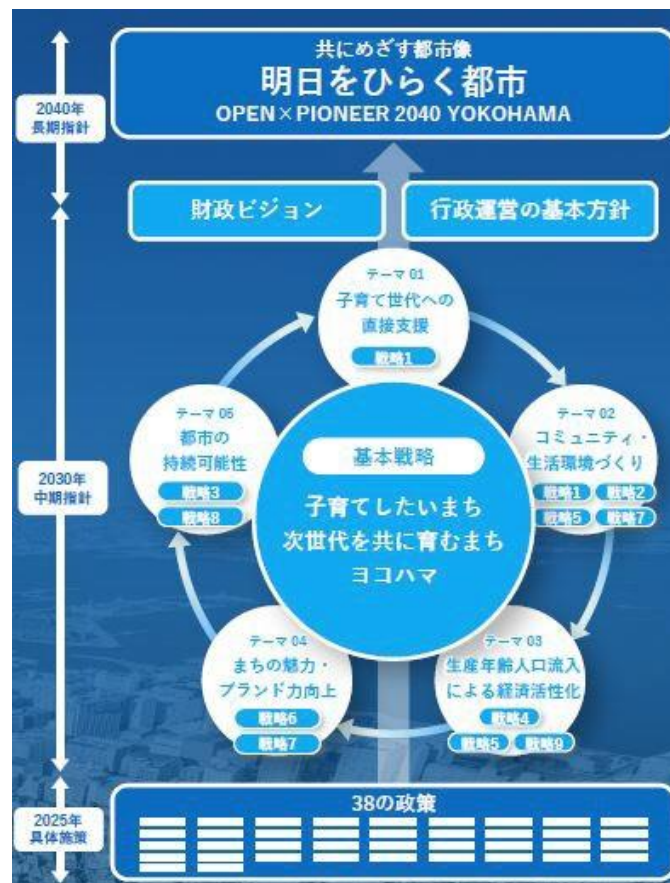 共にめざす都市像
明日をひらく都市
OPEN×PIONEER 2040 YOKOHAMA
2040年
長期指針
財政ビジョン
行政運営の基本方針
テーマ 01
子育て世代への
直接支援
戦略1
テーマ 05
都市の
持続可能性
戦略3
戦略8
テーマ 02
コミュニティ・
生活環境づくり
戦略1 戦略2
戦略5 戦略7
2030年
中期指針
基本戦略
子育てしたいまち
次世代を共に育むまち
ヨコハマ
テーマ 04
まちの魅力・
ブランド力向上
戦略6
戦略7
テーマ 03
生産年齢人口流入
による経済活性化
戦略4
戦略5 戦略9
2025年
具体施策
38の政策